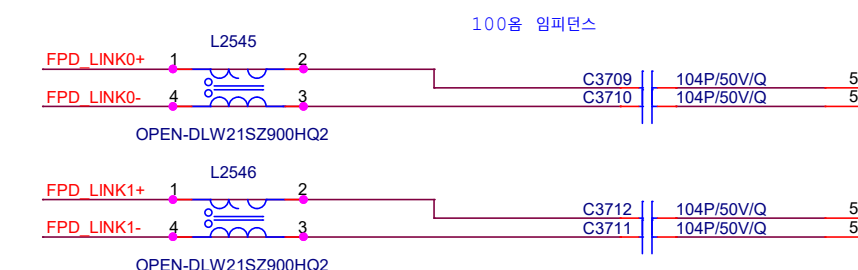 100옴 임피던스
L2545
FPD_LINK0+ 1 2
C3709 104P/50V/Q 5
FPD_LINK0- 4 3
C3710 104P/50V/Q 5
OPEN-DLW21SZ900HQ2
L2546
FPD_LINK1+ 1 2
C3712 104P/50V/Q 5
FPD_LINK1- 4 3
C3711 104P/50V/Q 5
OPEN-DLW21SZ900HQ2